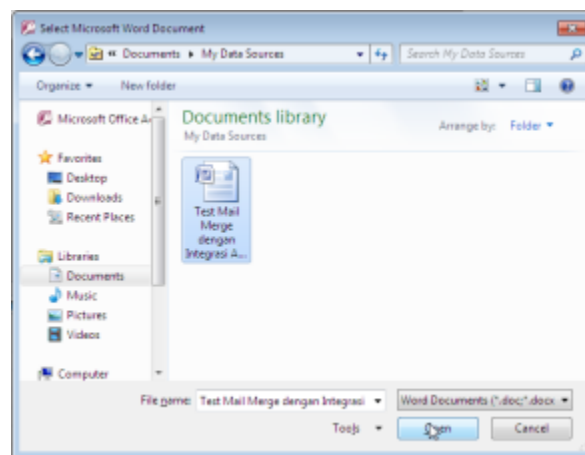 Select Microsoft Word Document
« Documents ▸ My Data Sources
Search My Data Sources
Organize
New folder
Microsoft Office A
Documents library
My Data Sources
Arrange by: Folder
Favorites
Desktop
Downloads
Recent Places
Libraries
Documents
Music
Pictures
Videos
Computer
Test Mail
Merge
dengan
Integrasi A...
File name: Test Mail Merge dengan Integrasi
Word Documents (*.doc;*.docx
Tools
Open
Cancel